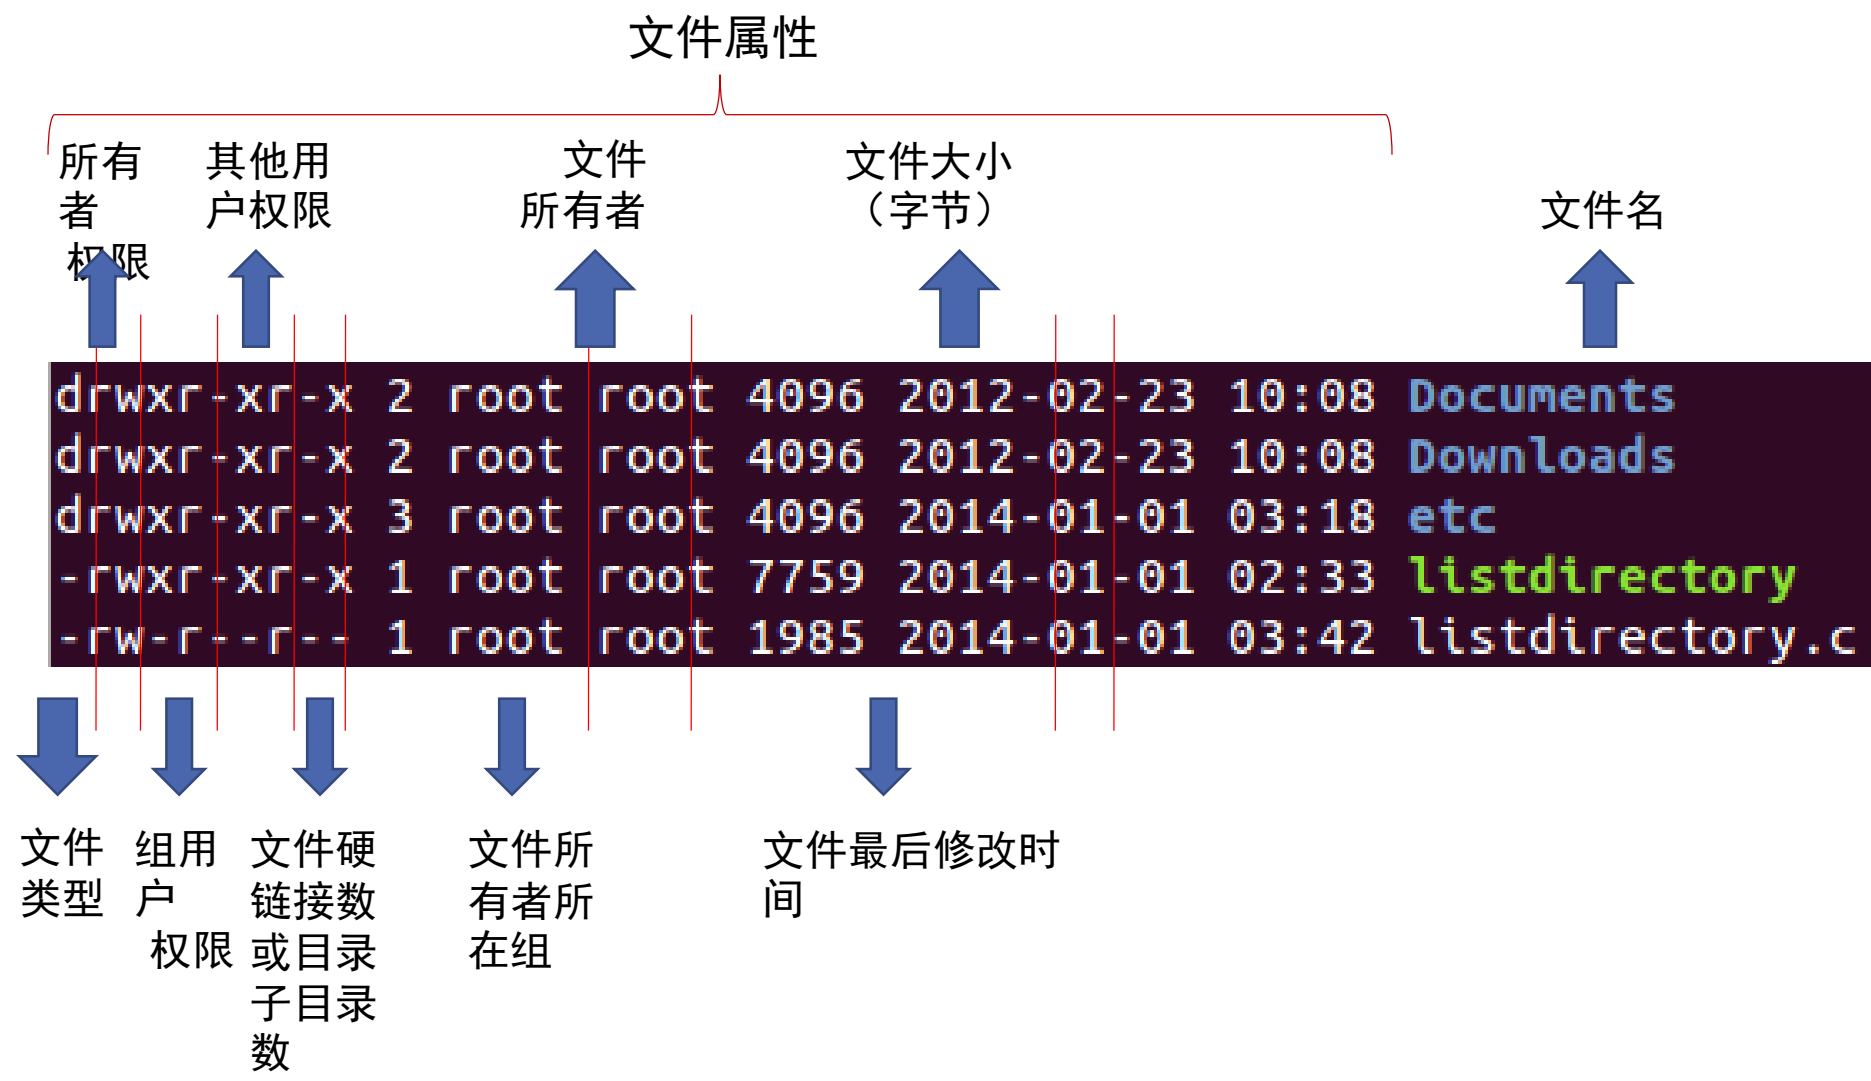 文件属性
所有
者
权限
其他用
户权限
文件
所有者
文件大小
（字节）
文件名
drwxr-xr-x 2 root root 4096 2012-02-23 10:08 Documents
drwxr-xr-x 2 root root 4096 2012-02-23 10:08 Downloads
drwxr-xr-x 3 root root 4096 2014-01-01 03:18 etc
-rwxr-xr-x 1 root root 7759 2014-01-01 02:33 listdirectory
-rw-r--r-- 1 root root 1985 2014-01-01 03:42 listdirectory.c
文件
类型
组用
户
权限
文件硬
链接数
或目录
子目录
数
文件所
有者所
在组
文件最后修改时
间